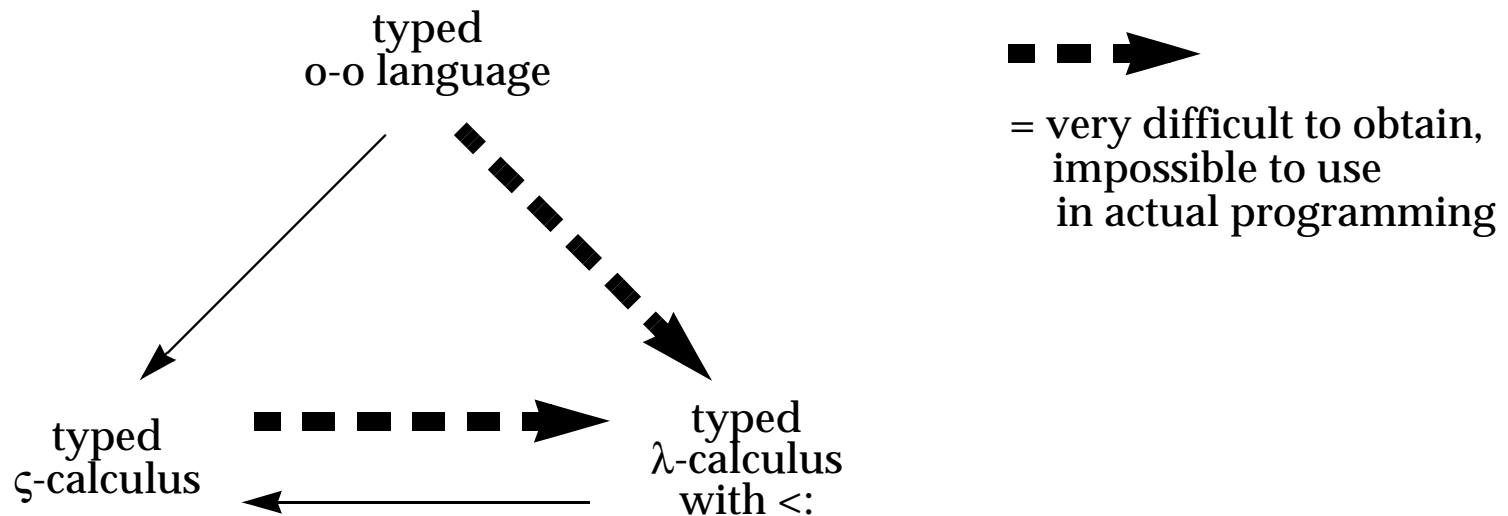 typed
o-o language
= very difficult to obtain,
impossible to use
in actual programming
typed
ς-calculus
typed
λ-calculus
with <: